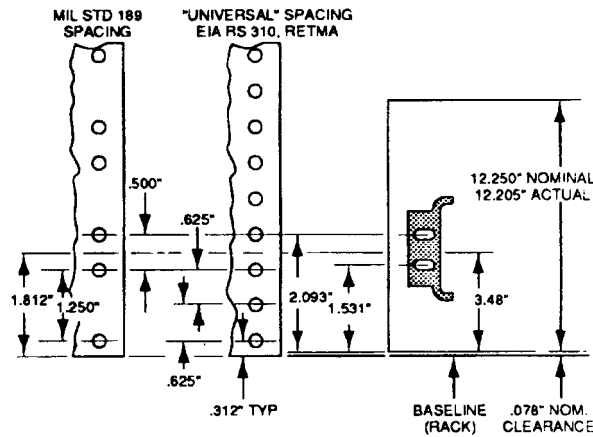 MIL STD 189
SPACING
"UNIVERSAL" SPACING
EIA RS 310, RETMA
.500"
.625"
12.250" NOMINAL
12.205" ACTUAL
1.812"
1.250"
2.093"
1.531"
3.48"
.625"
.312" TYP
BASELINE
(RACK)
.078" NOM.
CLEARANCE